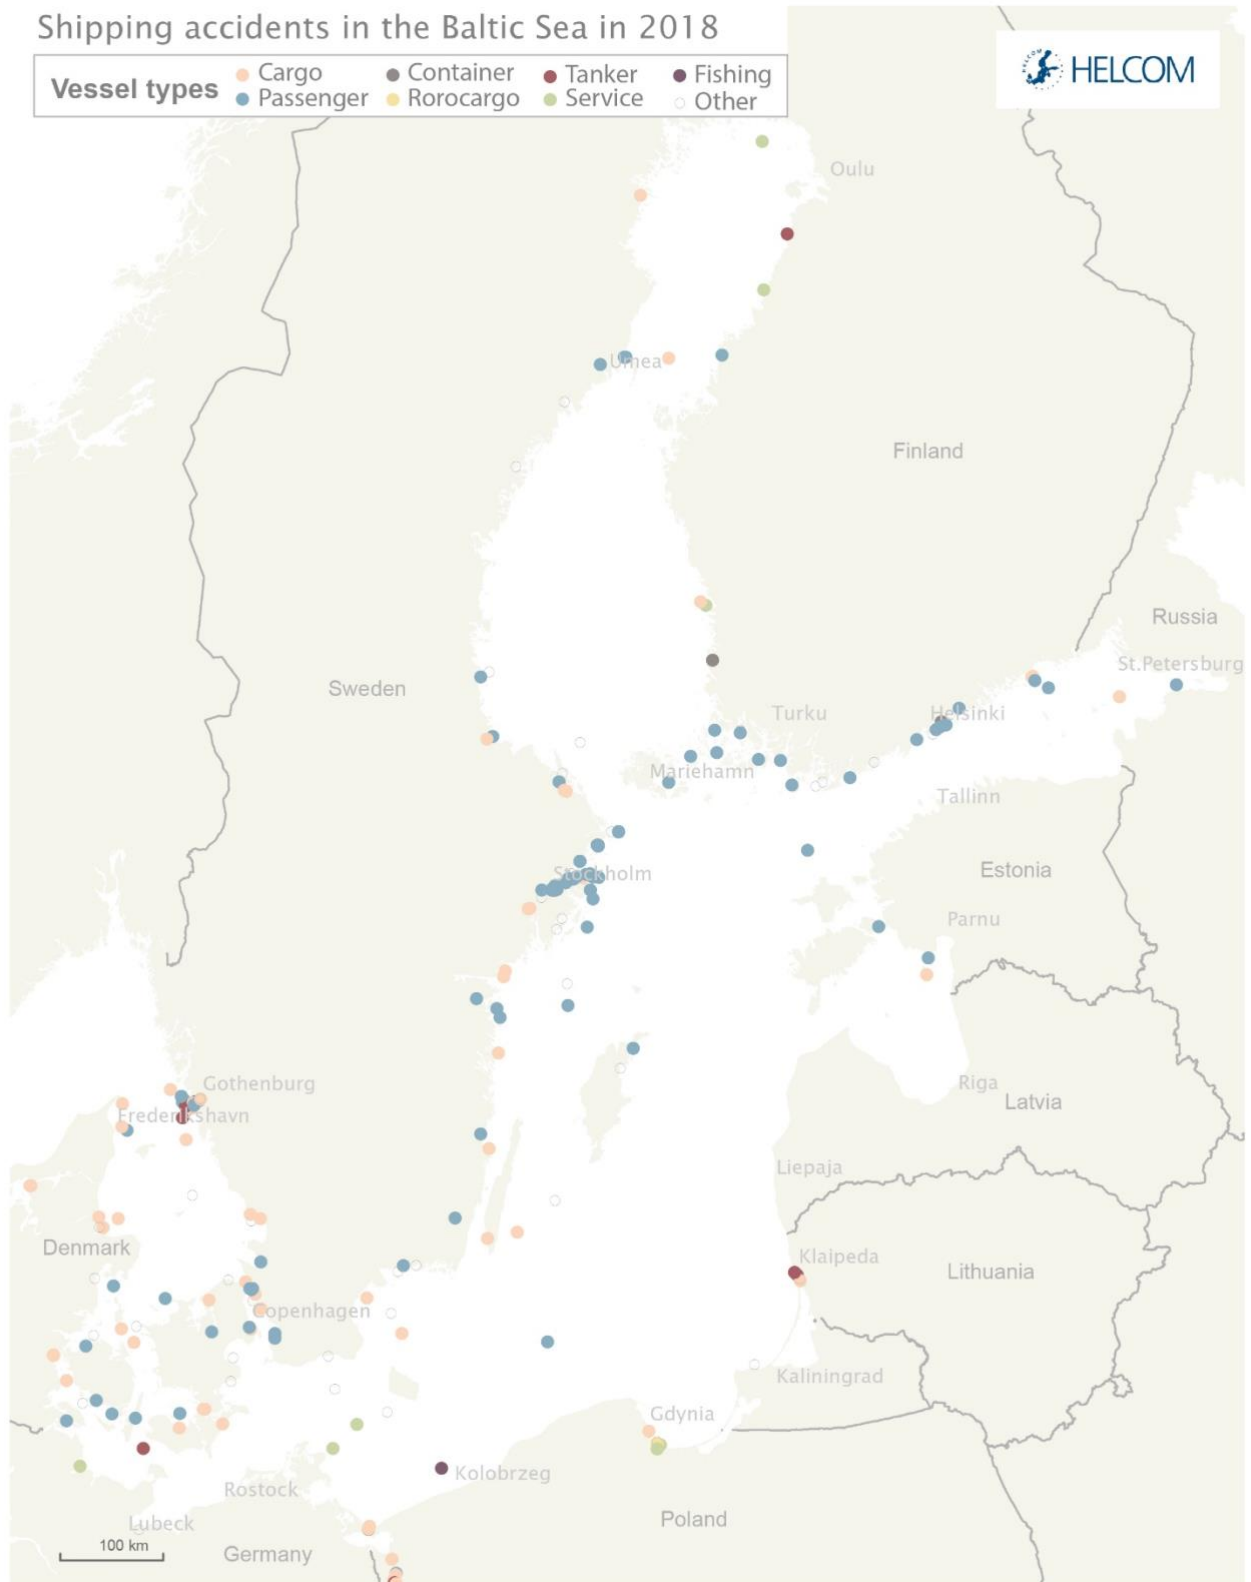 Shipping accidents in the Baltic Sea in 2018
Vessel types
Cargo
Container
Tanker
Fishing
Passenger
Rorocargo
Service
Other
HELCOM
Oulu
Umea
Finland
Russia
St.Petersburg
Sweden
Turku
Helsinki
Mariehamn
Tallinn
Stockholm
Estonia
Parnu
Gothenburg
Riga
Latvia
Frederikshavn
Liepaja
Denmark
Klaipeda
Lithuania
Copenhagen
Kaliningrad
Gdynia
Kolobrzeg
Rostock
Lubeck
Poland
100 km
Germany